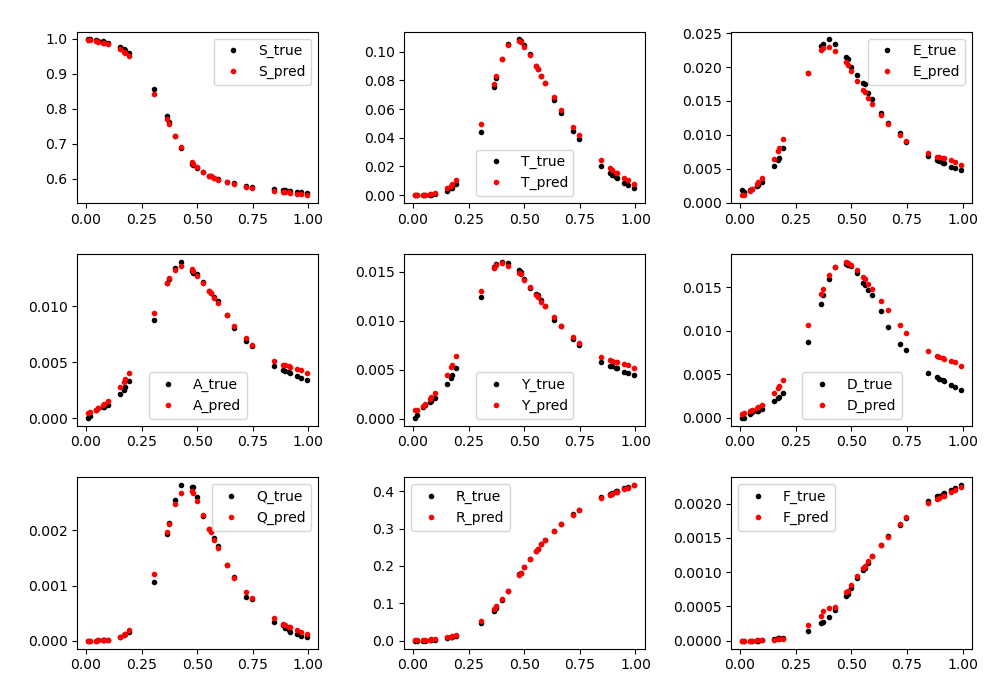 1.0
0.9
0.8
0.7
0.6
S_true
S_pred
0.00 0.25 0.50 0.75 1.00
0.10
0.08
0.06
0.04
0.02
0.00
T_true
T_pred
0.00 0.25 0.50 0.75 1.00
0.025
0.020
0.015
0.010
0.005
0.000
E_true
E_pred
0.00 0.25 0.50 0.75 1.00
0.010
0.005
0.000
A_true
A_pred
0.00 0.25 0.50 0.75 1.00
0.015
0.010
0.005
0.000
Y_true
Y_pred
0.00 0.25 0.50 0.75 1.00
0.015
0.010
0.005
0.000
D_true
D_pred
0.00 0.25 0.50 0.75 1.00
0.002
0.001
0.000
Q_true
Q_pred
0.00 0.25 0.50 0.75 1.00
0.4
0.3
0.2
0.1
0.0
R_true
R_pred
0.00 0.25 0.50 0.75 1.00
0.0020
0.0015
0.0010
0.0005
0.0000
F_true
F_pred
0.00 0.25 0.50 0.75 1.00